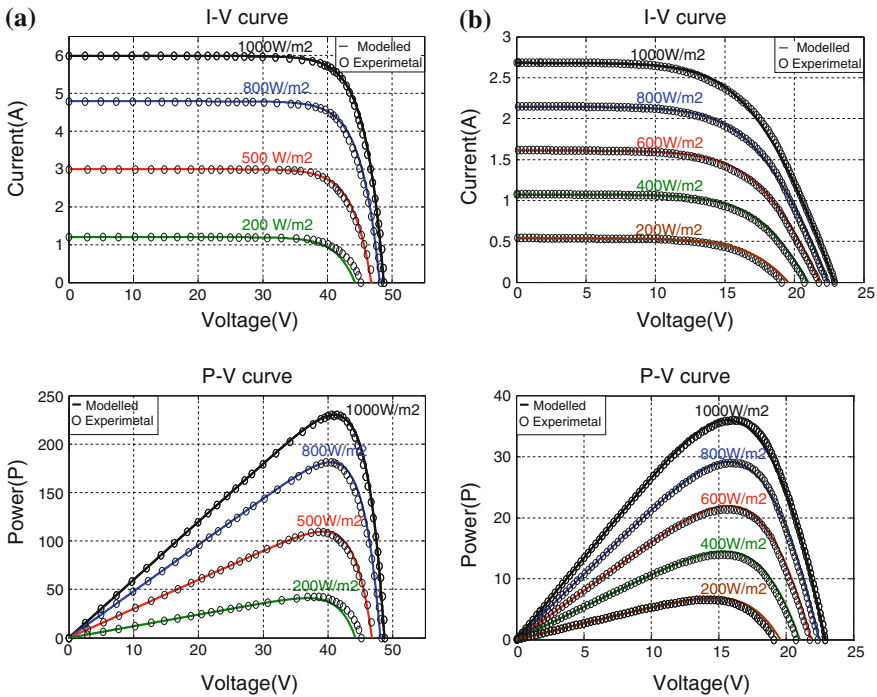 (a)
I-V curve
1000W/m2
– Modelled
O Experimetal
800W/m2
500 W/m2
200 W/m2
Current(A)
6
5
4
3
2
1
0
0 10 20 30 40 50
Voltage(V)
(b)
I-V curve
1000W/m2
– Modelled
O Experimetal
800W/m2
600W/m2
400W/m2
200W/m2
Current(A)
3
2.5
2
1.5
1
0.5
0
0 5 10 15 20 25
Voltage(V)
P-V curve
– Modelled
O Experimetal
1000W/m2
800W/m2
500W/m2
200W/m2
Power(P)
250
200
150
100
50
0
0 10 20 30 40 50
Voltage(V)
P-V curve
– Modelled
O Experimetal
1000W/m2
800W/m2
600W/m2
400W/m2
200W/m2
Power(P)
40
30
20
10
0
0 5 10 15 20 25
Voltage(V)